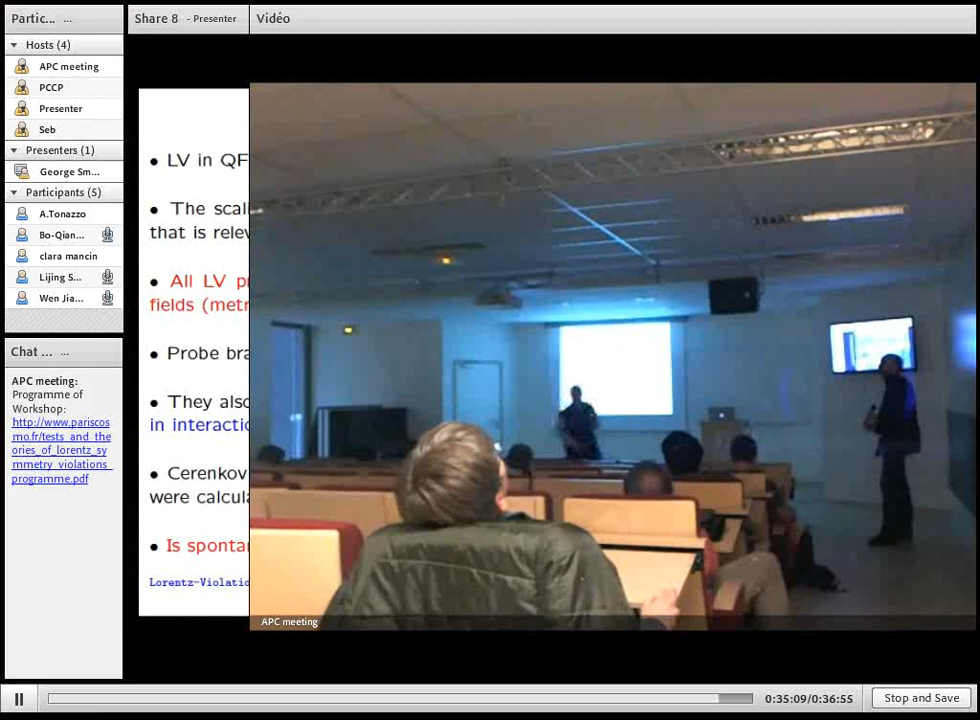 Partic... ...
Hosts (4)
APC meeting
PCCP
Presenter
Seb
Presenters (1)
George Sm...
Participants (5)
A.Tonazzo
Bo-Qian...
clara mancin
Lijing S...
Wen Jia...
Chat ... ...
APC meeting:
Programme of
Workshop:
http://www.pariscos
mo.fr/tests_and_the
ories_of_lorentz_sy
mmetry_violations_
programme.pdf
Share 8 - Presenter
Vidéo
• LV in QF
• The scali
that is relev
• All LV p
fields (metr
• Probe bra
• They also
in interactio
• Cerenkov
were calcula
• Is sponta
Lorentz-Violatio
APC meeting
0:35:09/0:36:55
Stop and Save